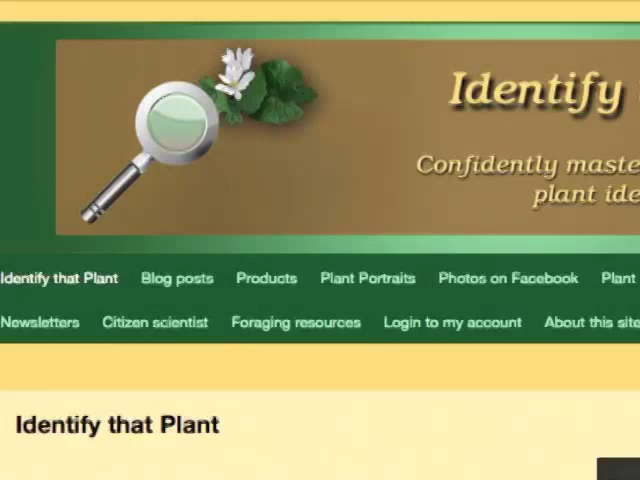 Identify
Confidently maste
plant ide
Identify that Plant Blog posts Products Plant Portraits Photos on Facebook Plant
Newsletters Citizen scientist Foraging resources Login to my account About this site
Identify that Plant